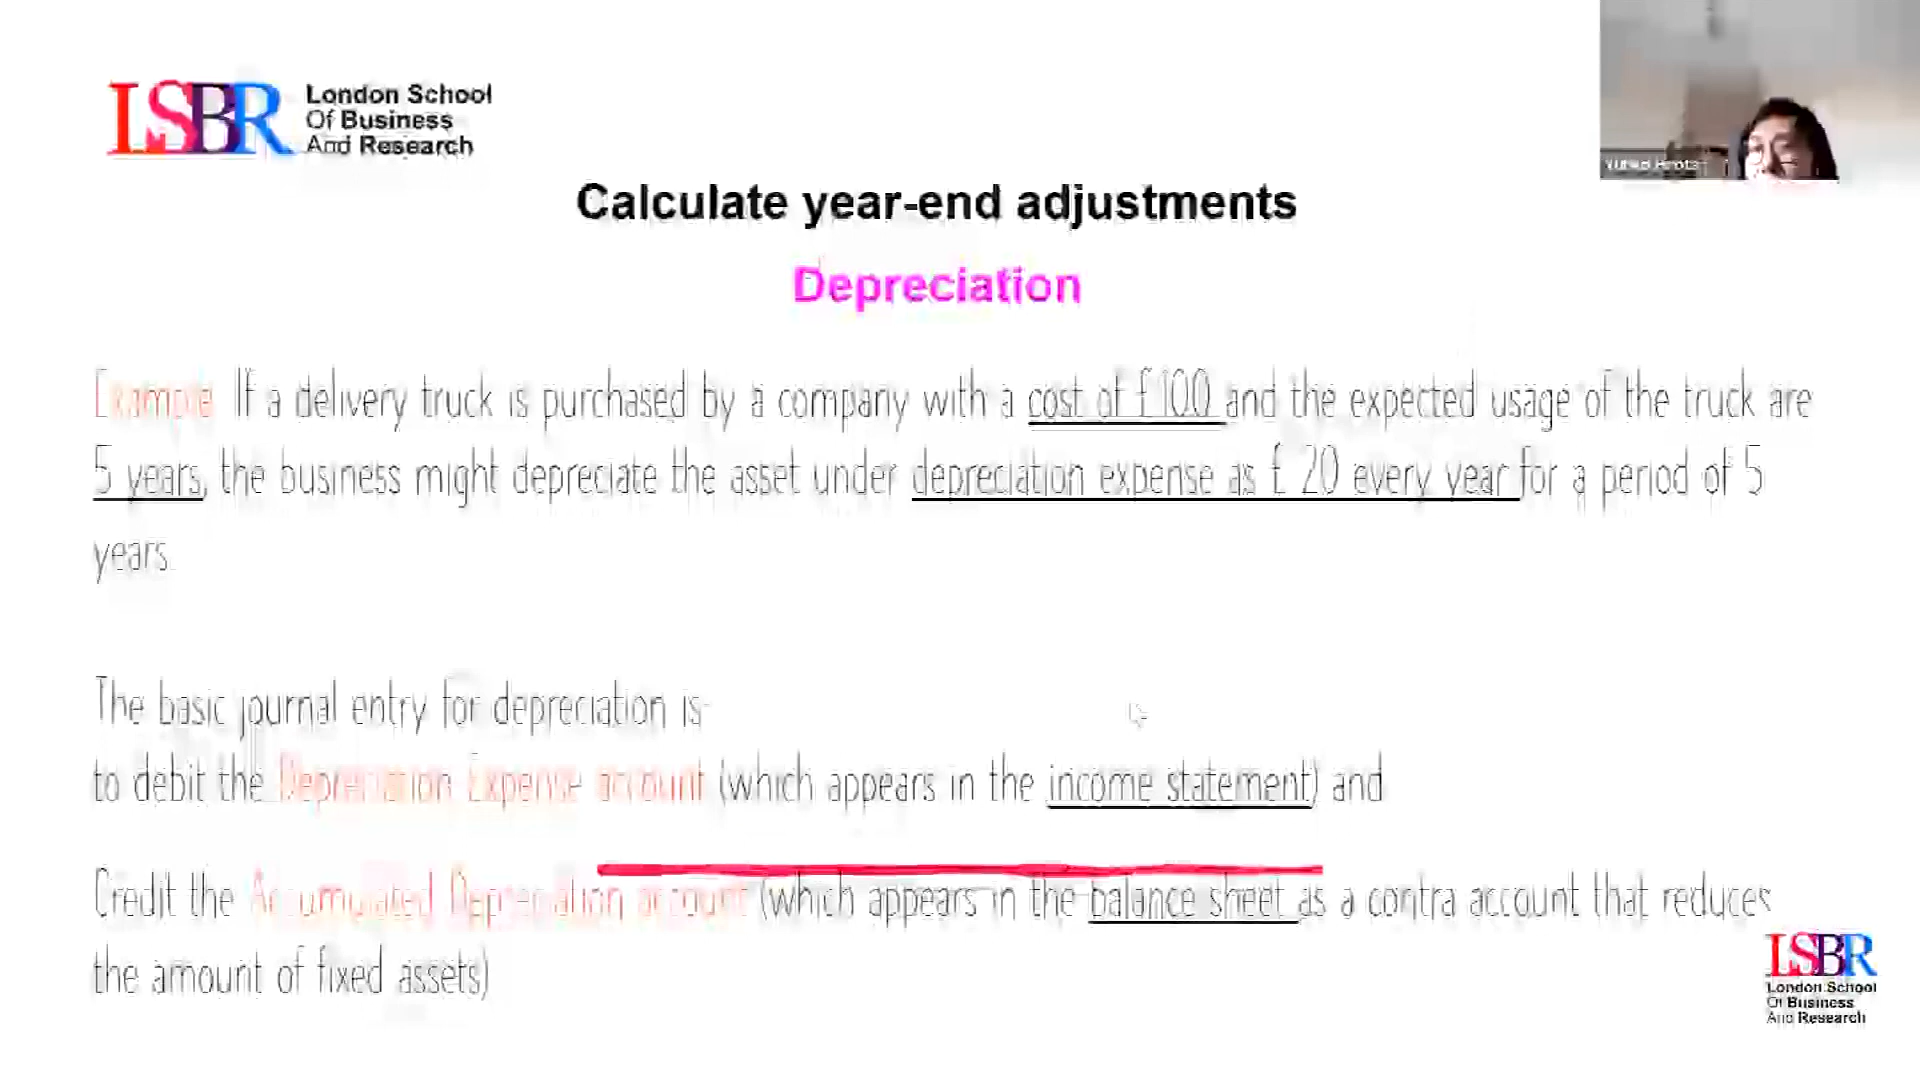 LSBR London School
Of Business
And Research
Calculate year-end adjustments
Depreciation
Example If a delivery truck is purchased by a company with a cost of £100 and the expected usage of the truck are
5 years, the business might depreciate the asset under depreciation expense as £ 20 every year for a period of 5
years.
The basic journal entry for depreciation is
to debit the Depreciation Expense account (which appears in the income statement) and
Credit the Accumulated Depreciation account (which appears in the balance sheet as a contra account that reduces
the amount of fixed assets)
LSBR
London School
Of Business
And Research